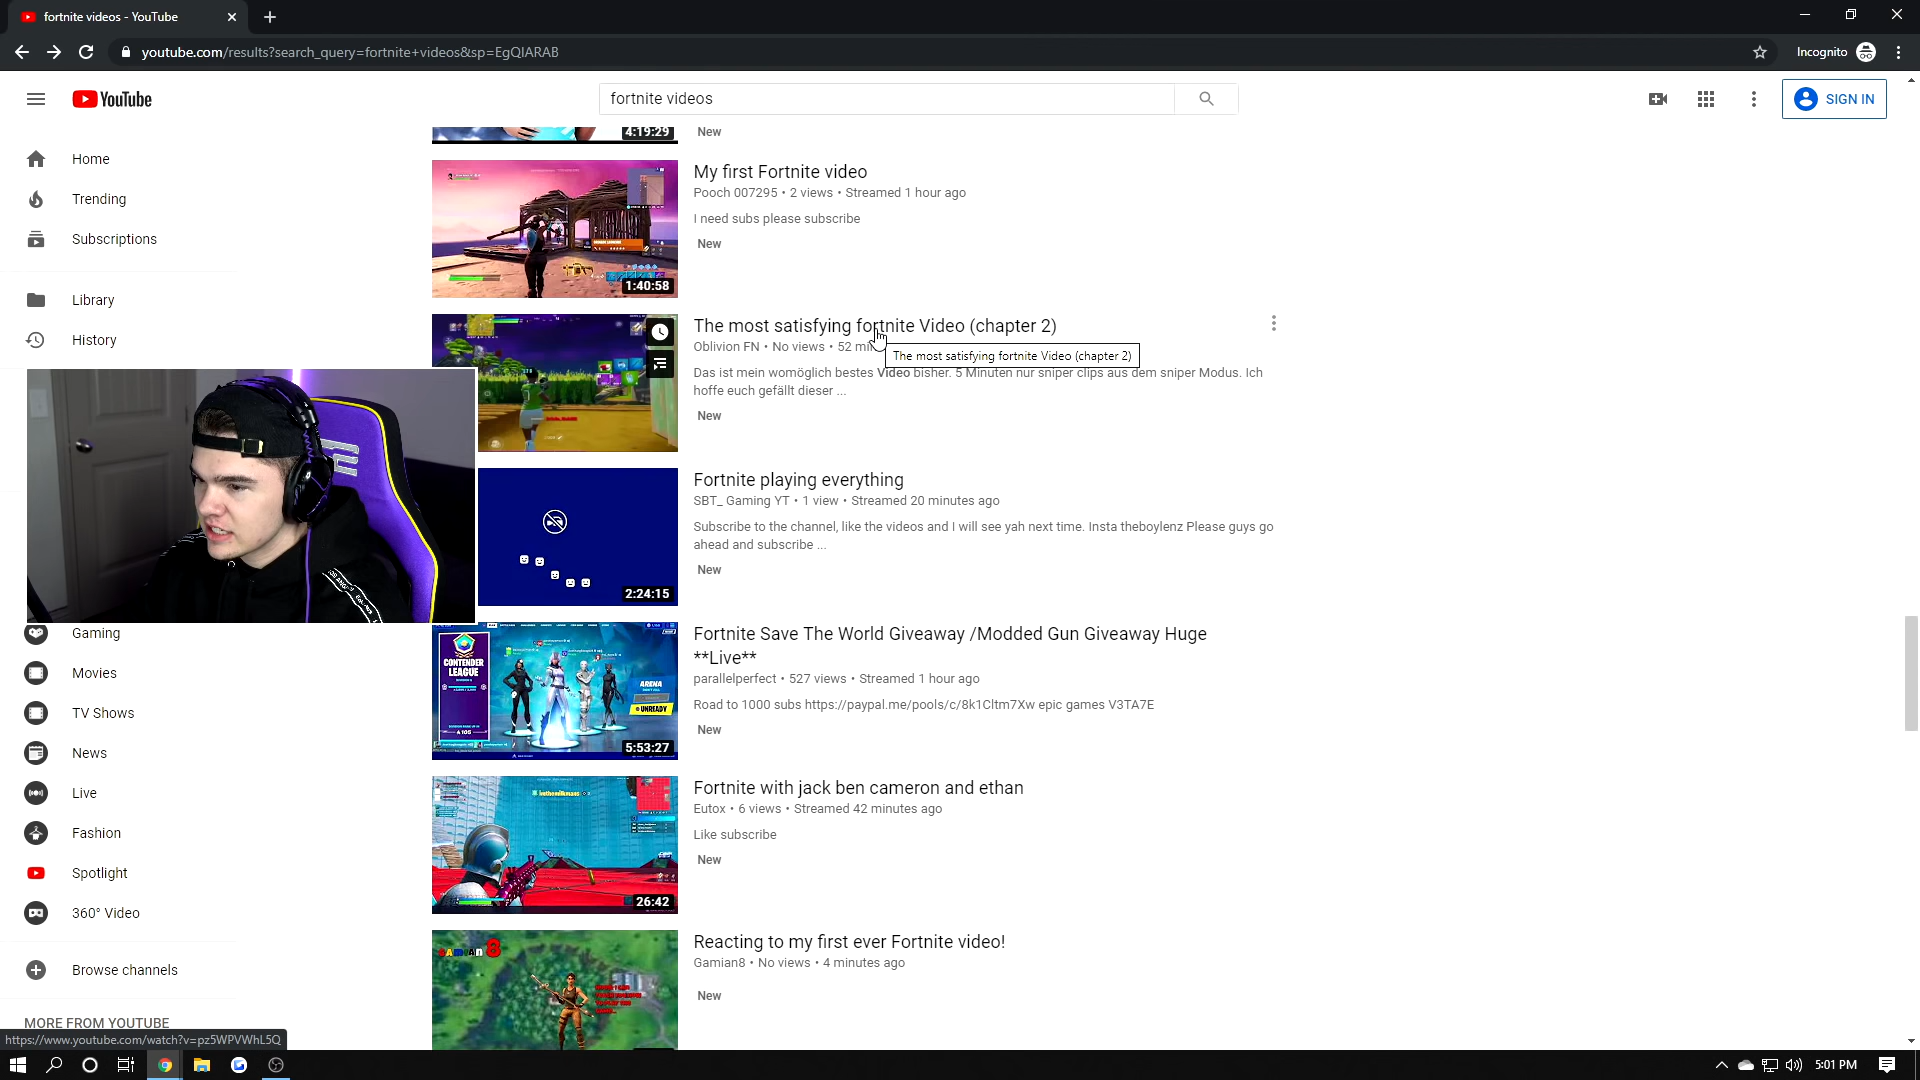 fortnite videos - YouTube
youtube.com/results?search_query=fortnite+videos&sp=EgQIARAB
Incognito
YouTube
fortnite videos
SIGN IN
Home
Trending
Subscriptions
Library
History
Gaming
Movies
TV Shows
News
Live
Fashion
Spotlight
360° Video
Browse channels
MORE FROM YOUTUBE
4:19:29
New
My first Fortnite video
Pooch 007295 • 2 views • Streamed 1 hour ago
I need subs please subscribe
New
1:40:58
The most satisfying fortnite Video (chapter 2)
Oblivion FN • No views • 52 mi
The most satisfying fortnite Video (chapter 2)
Das ist mein womöglich bestes Video bisher. 5 Minuten nur sniper clips aus dem sniper Modus. Ich
hoffe euch gefällt dieser ...
New
Fortnite playing everything
SBT_ Gaming YT • 1 view • Streamed 20 minutes ago
Subscribe to the channel, like the videos and I will see yah next time. Insta theboylenz Please guys go
ahead and subscribe ...
New
2:24:15
Fortnite Save The World Giveaway /Modded Gun Giveaway Huge
**Live**
parallelperfect • 527 views • Streamed 1 hour ago
Road to 1000 subs https://paypal.me/pools/c/8k1Cltm7Xw epic games V3TA7E
New
CONTENDER
LEAGUE
ARENA
UNREADY
5:53:27
Fortnite with jack ben cameron and ethan
Eutox • 6 views • Streamed 42 minutes ago
Like subscribe
New
26:42
Reacting to my first ever Fortnite video!
Gamian8 • No views • 4 minutes ago
New
GAMIAN 8
https://www.youtube.com/watch?v=pz5WPVWhL5Q
5:01 PM